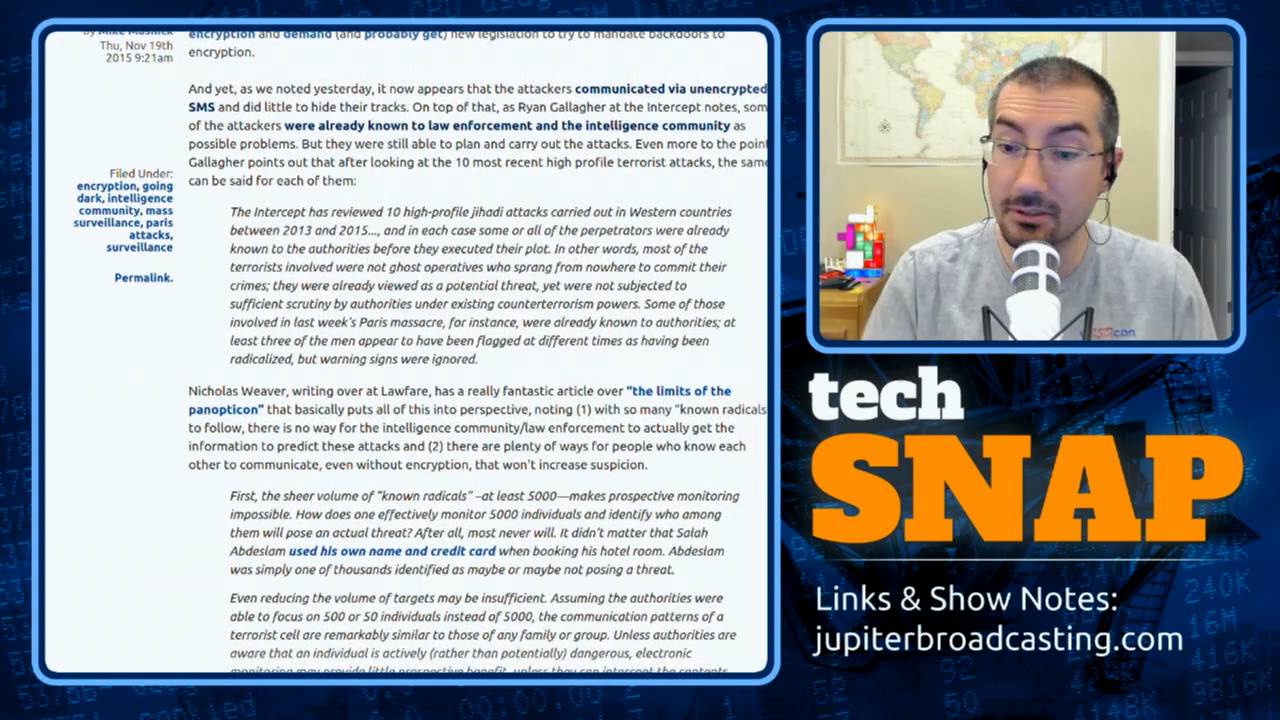 by Mike Masnick
Thu, Nov 19th
2015 9:21am
Filed Under:
encryption, going
dark, intelligence
community, mass
surveillance, paris
attacks,
surveillance
Permalink.
encryption and demand (and probably get) new legislation to try to mandate backdoors to
encryption.
And yet, as we noted yesterday, it now appears that the attackers communicated via unencrypted
SMS and did little to hide their tracks. On top of that, as Ryan Gallagher at the Intercept notes, som
of the attackers were already known to law enforcement and the intelligence community as
possible problems. But they were still able to plan and carry out the attacks. Even more to the point
Gallagher points out that after looking at the 10 most recent high profile terrorist attacks, the same
can be said for each of them:
The Intercept has reviewed 10 high-profile jihadi attacks carried out in Western countries
between 2013 and 2015..., and in each case some or all of the perpetrators were already
known to the authorities before they executed their plot. In other words, most of the
terrorists involved were not ghost operatives who sprang from nowhere to commit their
crimes; they were already viewed as a potential threat, yet were not subjected to
sufficient scrutiny by authorities under existing counterterrorism powers. Some of those
involved in last week's Paris massacre, for instance, were already known to authorities; at
least three of the men appear to have been flagged at different times as having been
radicalized, but warning signs were ignored.
Nicholas Weaver, writing over at Lawfare, has a really fantastic article over "the limits of the
panopticon" that basically puts all of this into perspective, noting (1) with so many "known radicals
to follow, there is no way for the intelligence community/law enforcement to actually get the
information to predict these attacks and (2) there are plenty of ways for people who know each
other to communicate, even without encryption, that won't increase suspicion.
First, the sheer volume of "known radicals" –at least 5000—makes prospective monitoring
impossible. How does one effectively monitor 5000 individuals and identify who among
them will pose an actual threat? After all, most never will. It didn't matter that Salah
Abdeslam used his own name and credit card when booking his hotel room. Abdeslam
was simply one of thousands identified as maybe or maybe not posing a threat.
Even reducing the volume of targets may be insufficient. Assuming the authorities were
able to focus on 500 or 50 individuals instead of 5000, the communication patterns of a
terrorist cell are remarkably similar to those of any family or group. Unless authorities are
aware that an individual is actively (rather than potentially) dangerous, electronic
monitoring may provide little prospective benefit, unless they can intercept the contents
tech
SNAP
Links & Show Notes:
jupiterbroadcasting.com